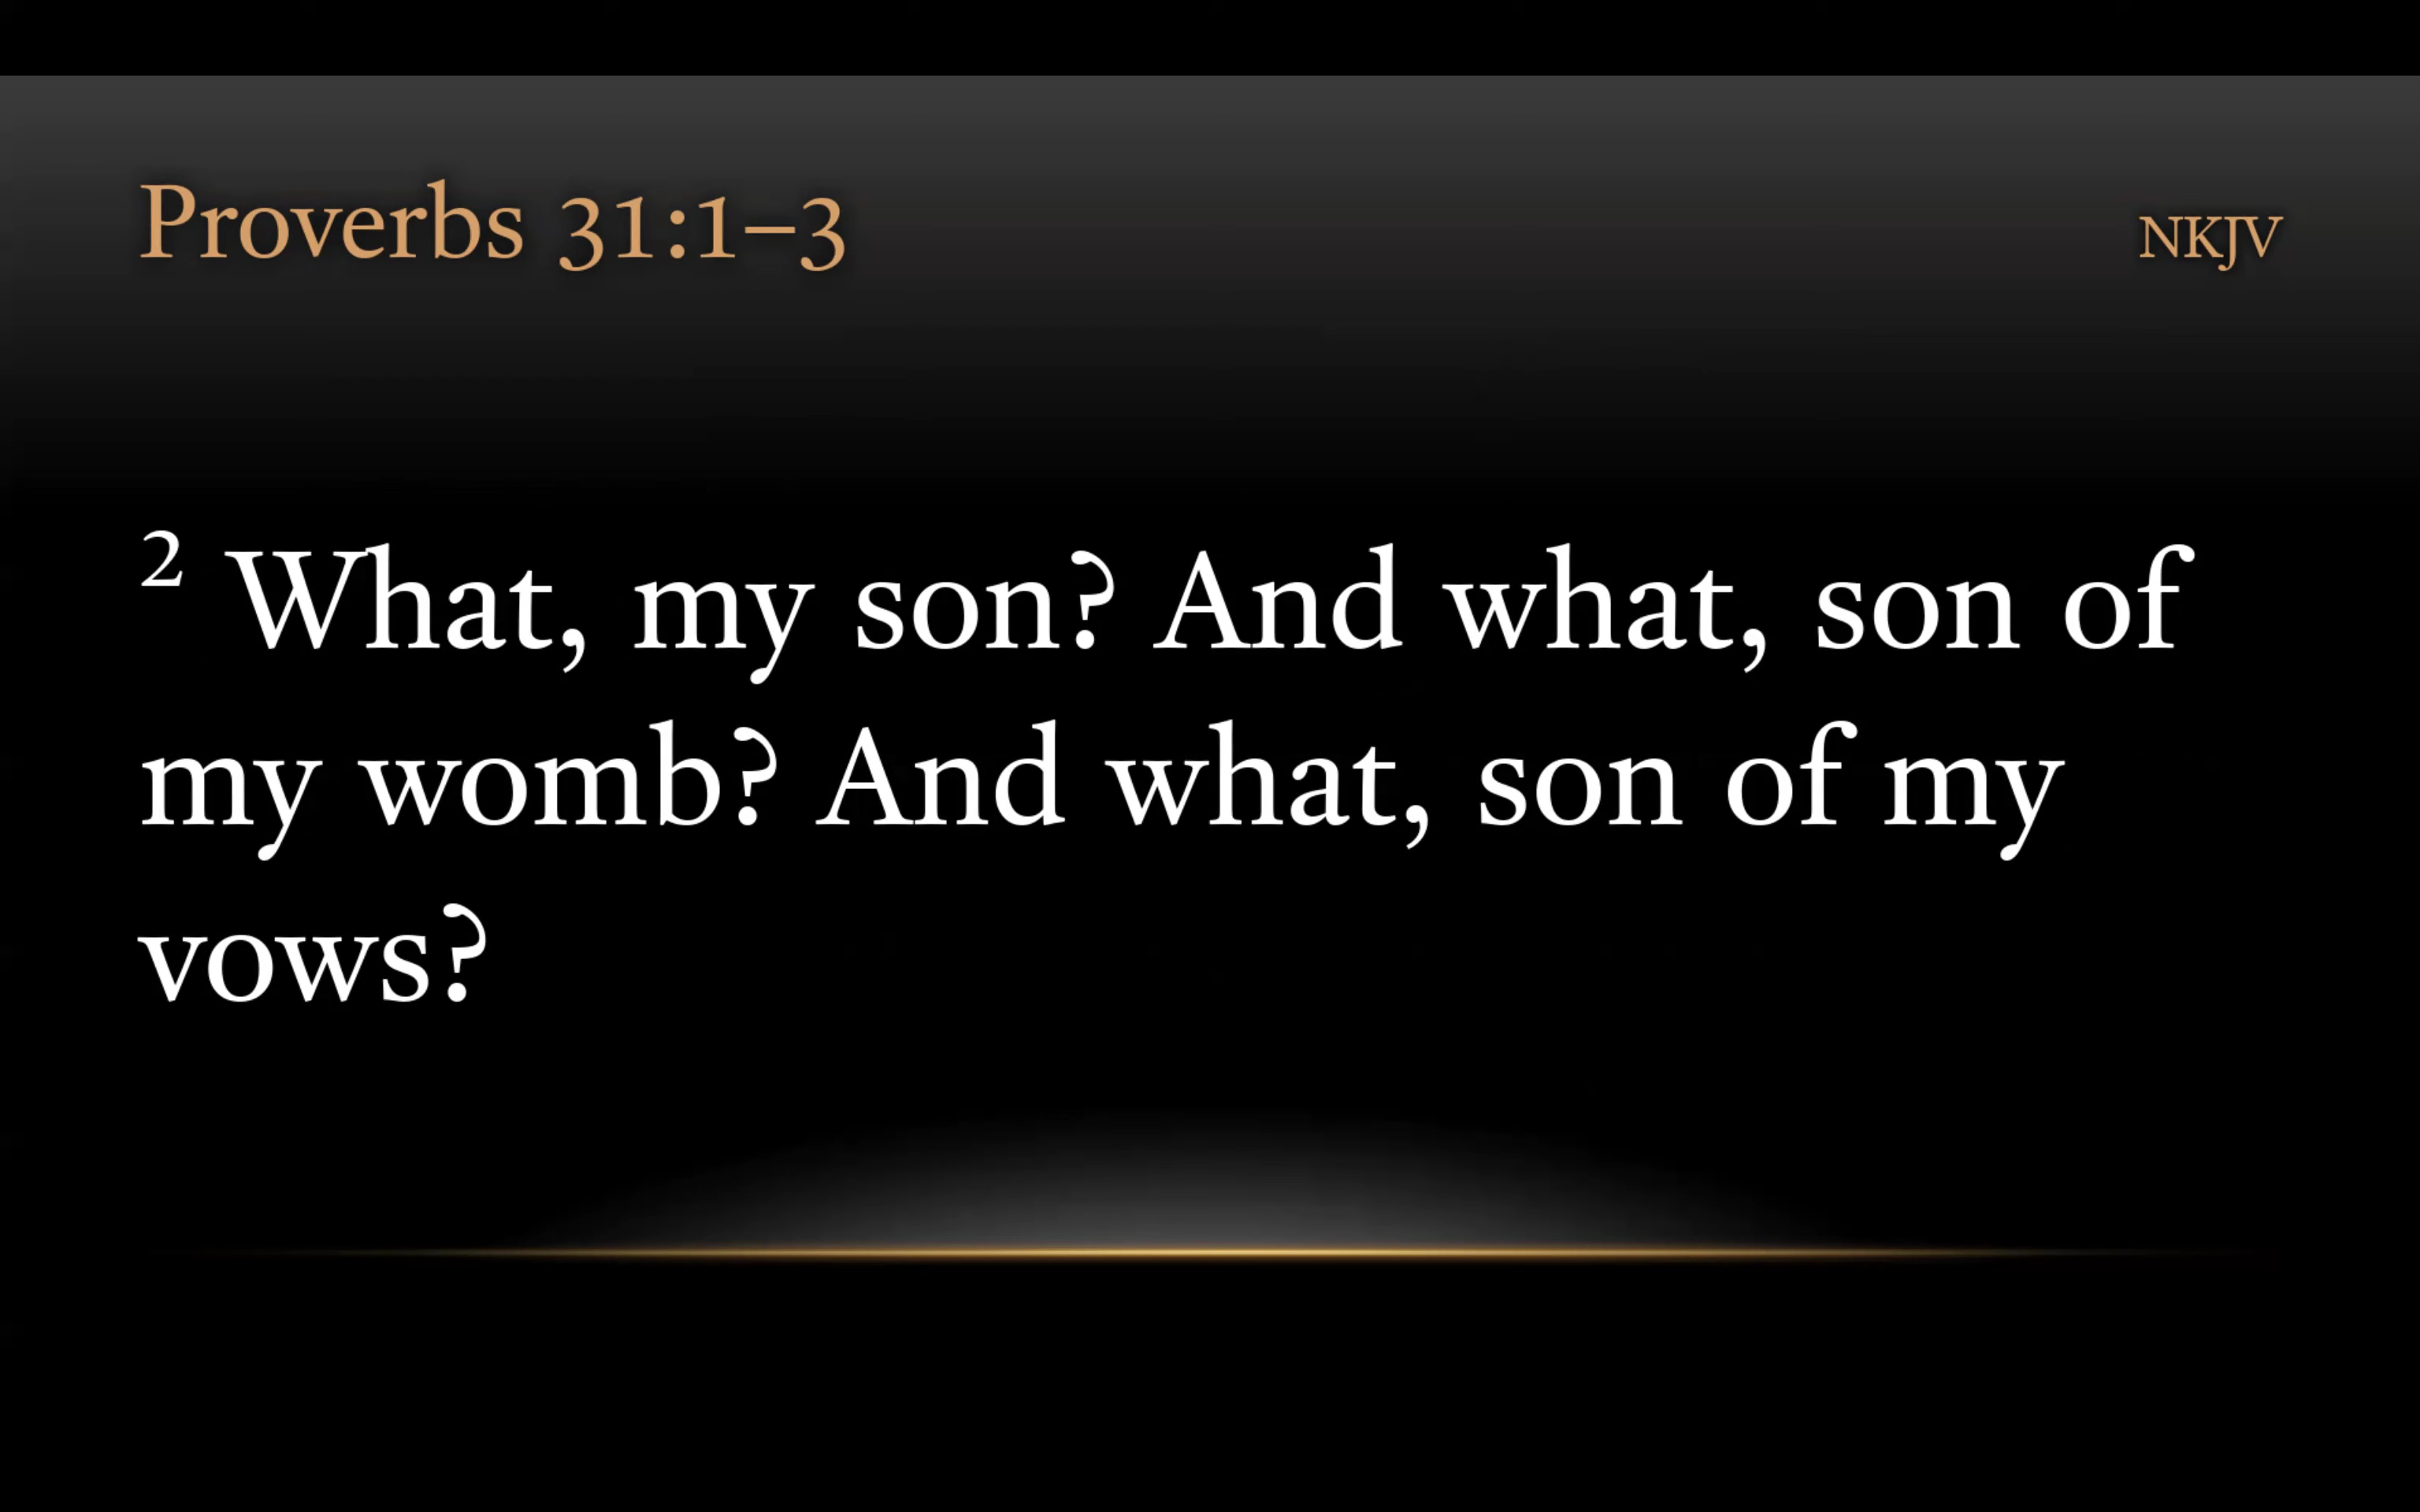 Proverbs 31:1–3
NKJV
² What, my son? And what, son of
my womb? And what, son of my
vows?